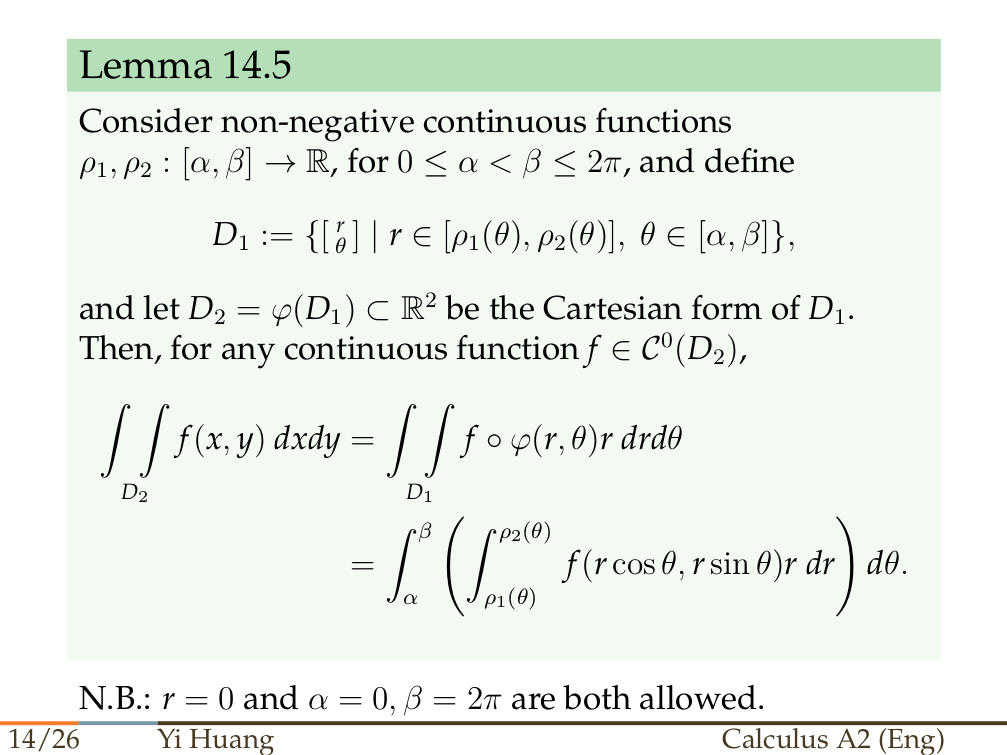 Lemma 14.5
Consider non-negative continuous functions
ρ₁, ρ₂ : [α, β] → ℝ, for 0 ≤ α < β ≤ 2π, and define
D₁ := {[ r θ ] | r ∈ [ρ₁(θ), ρ₂(θ)], θ ∈ [α, β]},
and let D₂ = φ(D₁) ⊂ ℝ² be the Cartesian form of D₁.
Then, for any continuous function f ∈ 𝒞⁰(D₂),
∫∫_{D₂} f(x, y) dxdy = ∫∫_{D₁} f ∘ φ(r, θ)r drdθ
= ∫_α^β ( ∫_{ρ₁(θ)}^{ρ₂(θ)} f(r cos θ, r sin θ)r dr ) dθ.
N.B.: r = 0 and α = 0, β = 2π are both allowed.
14/26 Yi Huang Calculus A2 (Eng)